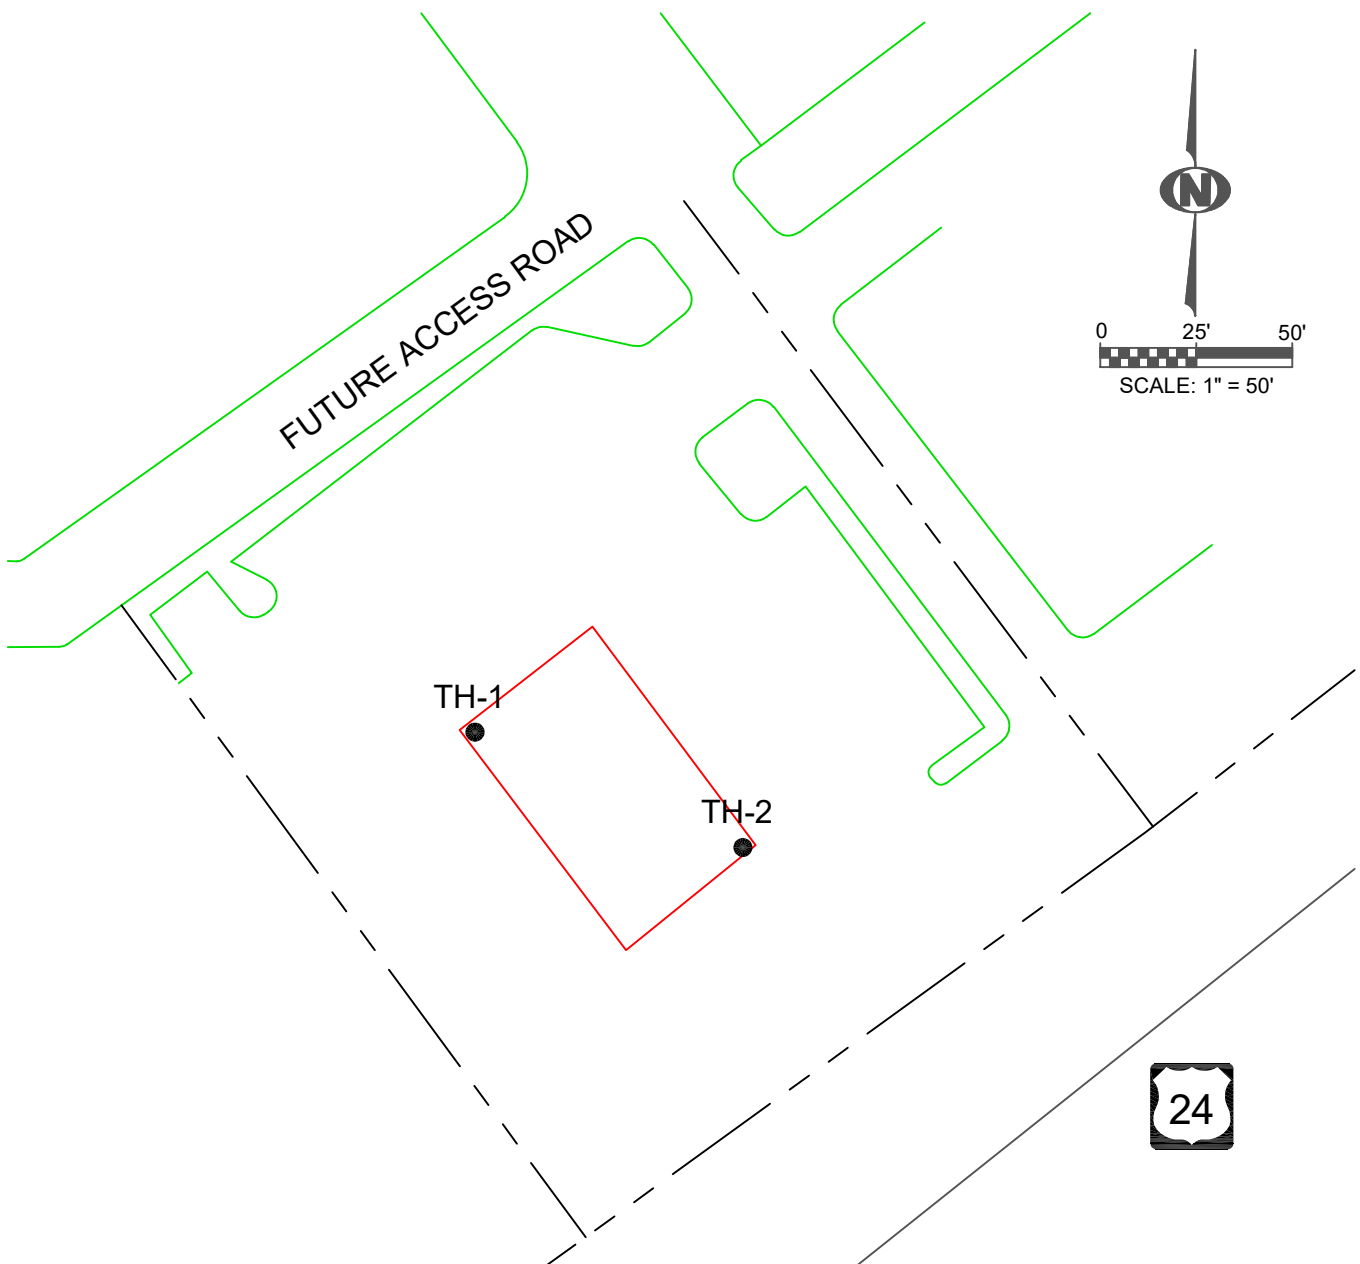 FUTURE ACCESS ROAD
N
0 25' 50'
SCALE: 1" = 50'
TH-1
TH-2
24